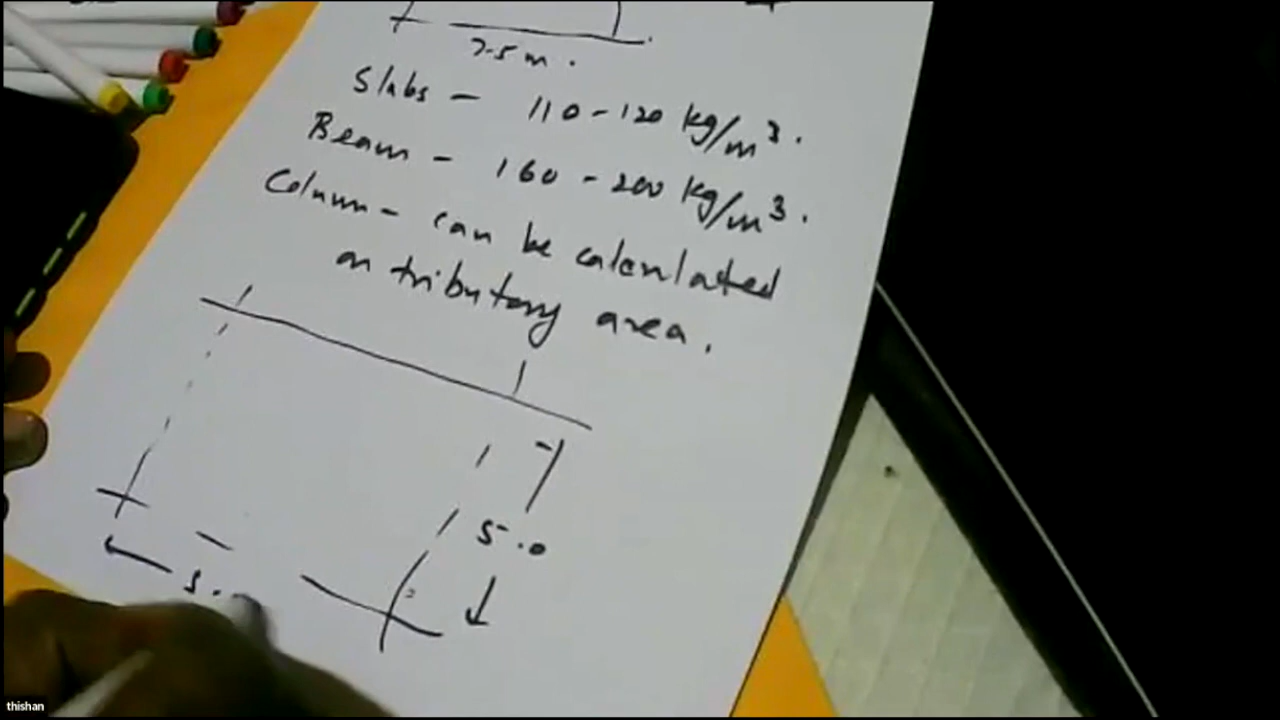 7.5 m.
Slabs - 110 - 120 kg/m³.
Beam - 160 - 200 kg/m³.
Column - can be calculated
on tributary area.
5.0
thishan